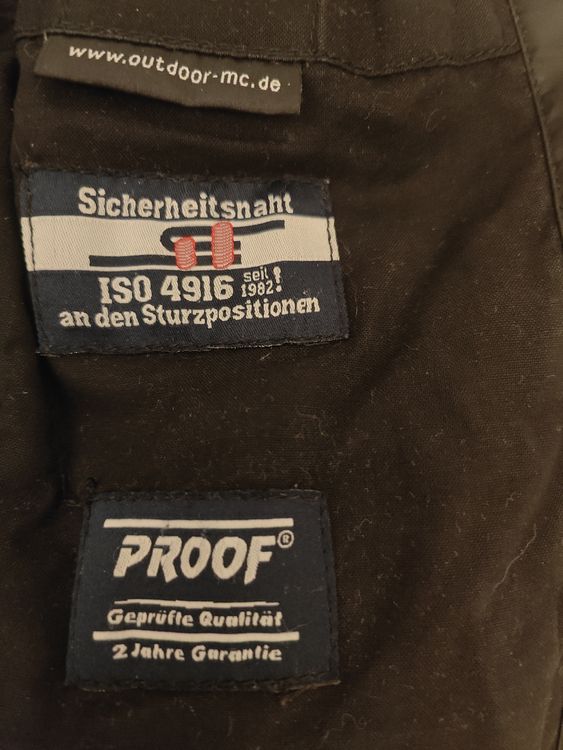 www.outdoor-mc.de
Sicherheitsnaht
ISO 4916 seit 1982!
an den Sturzpositionen
PROOF®
Geprüfte Qualität
2 Jahre Garantie